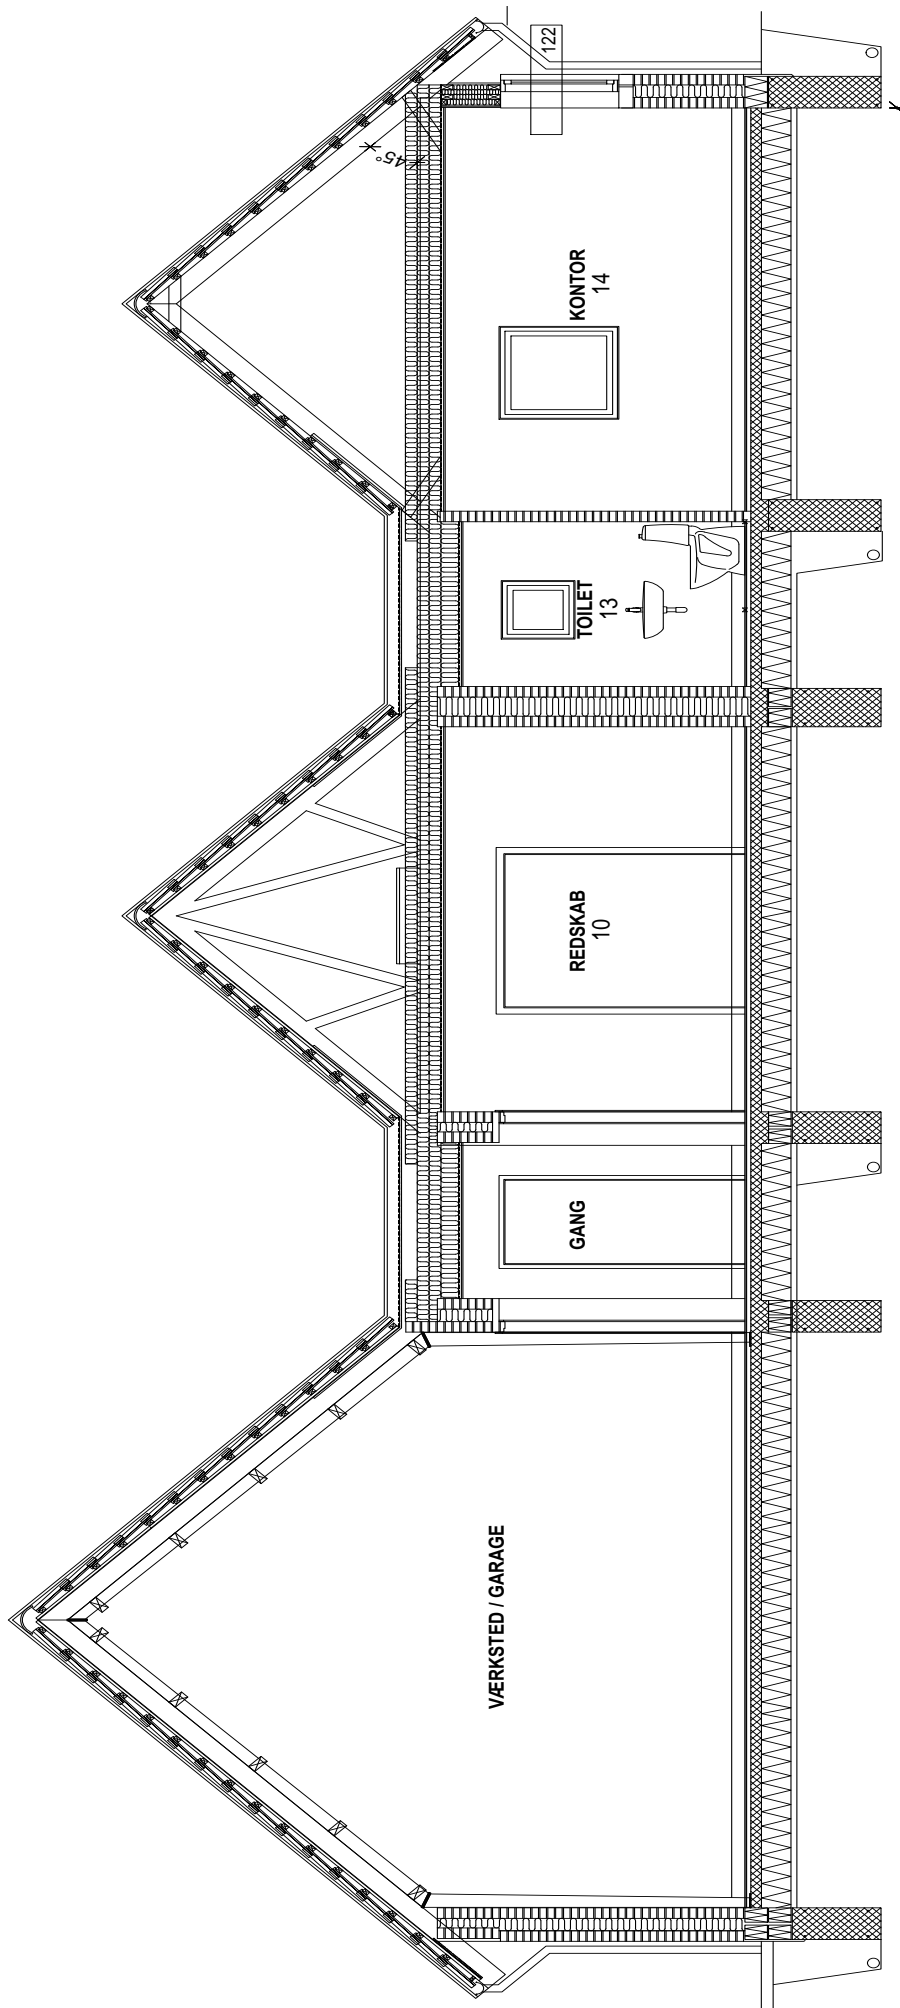 VÆRKSTED / GARAGE
GANG
REDSKAB
10
TOILET
13
KONTOR
14
45°
122